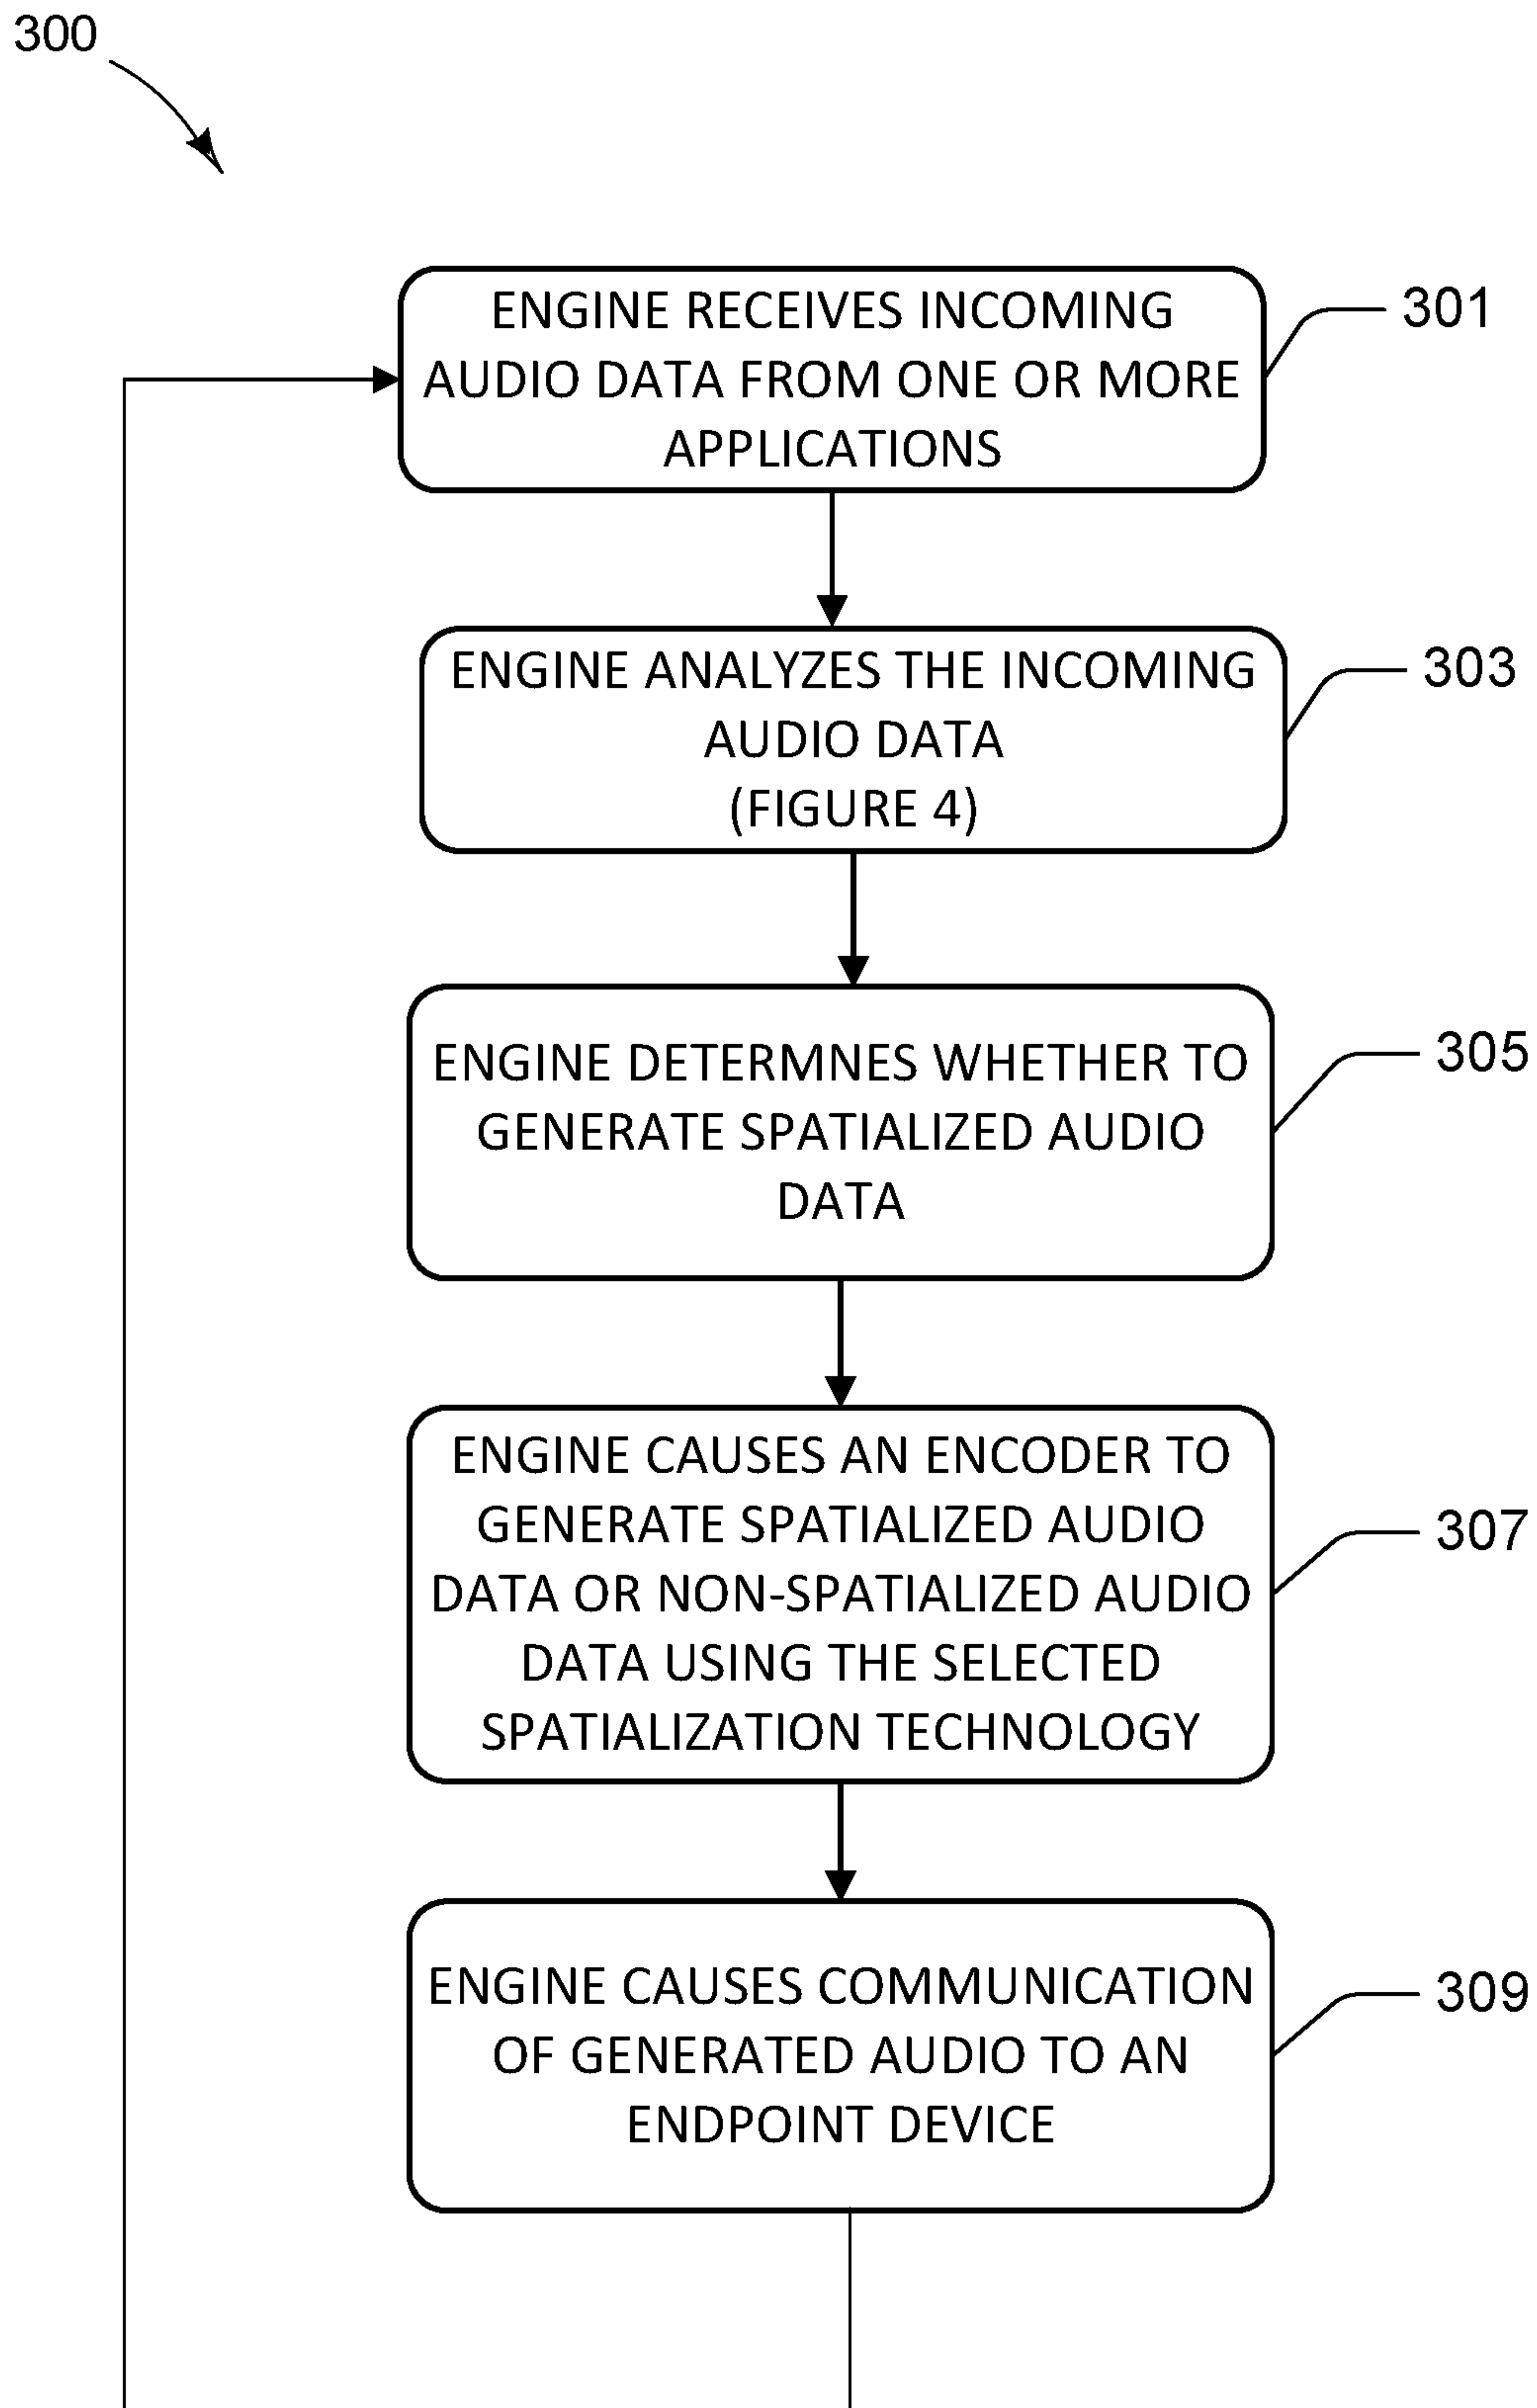 300
ENGINE RECEIVES INCOMING
AUDIO DATA FROM ONE OR MORE
APPLICATIONS
301
ENGINE ANALYZES THE INCOMING
AUDIO DATA
(FIGURE 4)
303
ENGINE DETERMNES WHETHER TO
GENERATE SPATIALIZED AUDIO
DATA
305
ENGINE CAUSES AN ENCODER TO
GENERATE SPATIALIZED AUDIO
DATA OR NON-SPATIALIZED AUDIO
DATA USING THE SELECTED
SPATIALIZATION TECHNOLOGY
307
ENGINE CAUSES COMMUNICATION
OF GENERATED AUDIO TO AN
ENDPOINT DEVICE
309